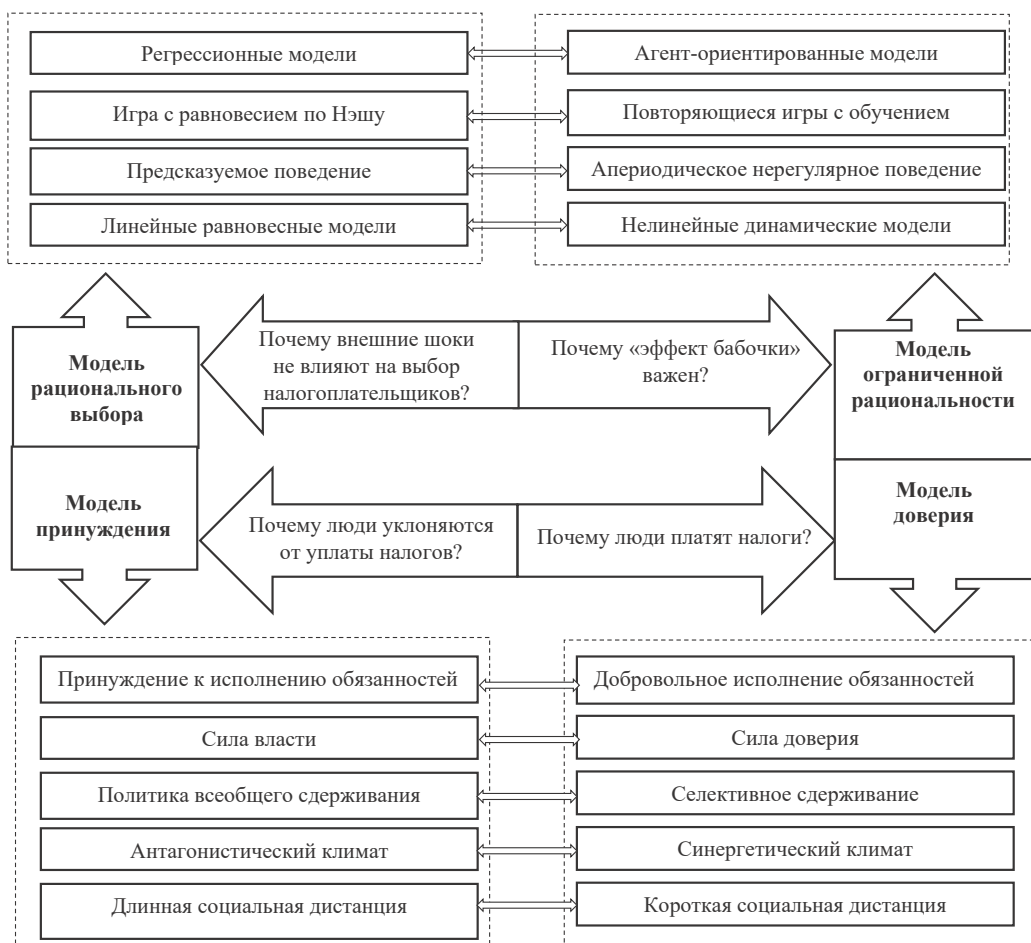 Регрессионные модели
Агент-ориентированные модели
Игра с равновесием по Нэшу
Повторяющиеся игры с обучением
Предсказуемое поведение
Апериодическое нерегулярное поведение
Линейные равновесные модели
Нелинейные динамические модели
Модель
рационального
выбора
Почему внешние шоки
не влияют на выбор
налогоплательщиков?
Почему «эффект бабочки»
важен?
Модель
ограниченной
рациональности
Модель
принуждения
Почему люди уклоняются
от уплаты налогов?
Почему люди платят налоги?
Модель
доверия
Принуждение к исполнению обязанностей
Добровольное исполнение обязанностей
Сила власти
Сила доверия
Политика всеобщего сдерживания
Селективное сдерживание
Антагонистический климат
Синергетический климат
Длинная социальная дистанция
Короткая социальная дистанция